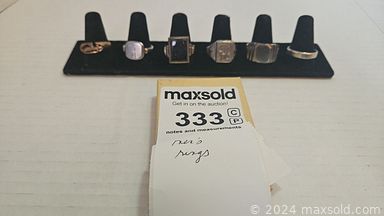 maxsold
Get in on the auction!
333 C
P
notes and measurements
men's
rings
© 2024 maxsold.com